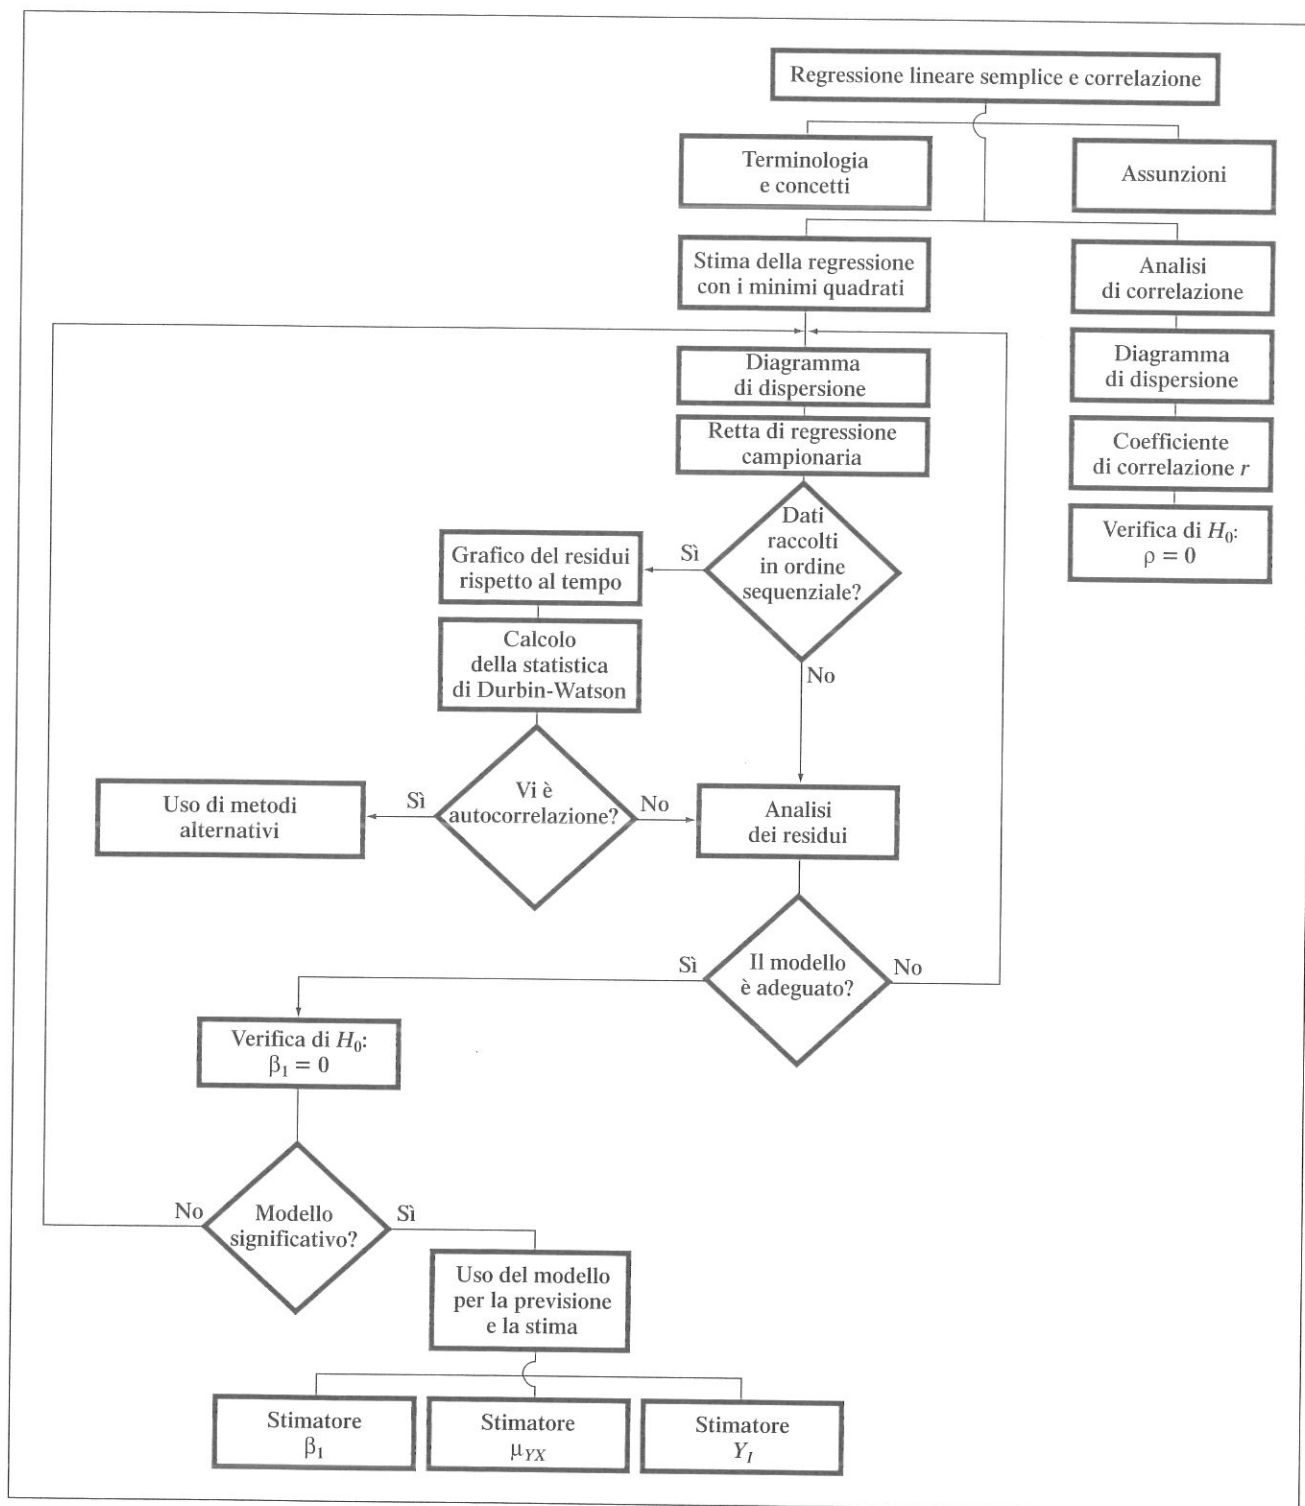 Regressione lineare semplice e correlazione
Terminologia
e concetti
Assunzioni
Stima della regressione
con i minimi quadrati
Analisi
di correlazione
Diagramma
di dispersione
Diagramma
di dispersione
Retta di regressione
campionaria
Coefficiente
di correlazione r
Verifica di H₀:
ρ = 0
Dati
raccolti
in ordine
sequenziale?
Sì
Grafico del residui
rispetto al tempo
Calcolo
della statistica
di Durbin-Watson
No
Vi è
autocorrelazione?
Sì
No
Uso di metodi
alternativi
Analisi
dei residui
Il modello
è adeguato?
Sì
No
Verifica di H₀:
β₁ = 0
Modello
significativo?
No
Sì
Uso del modello
per la previsione
e la stima
Stimatore
β₁
Stimatore
μYX
Stimatore
YI